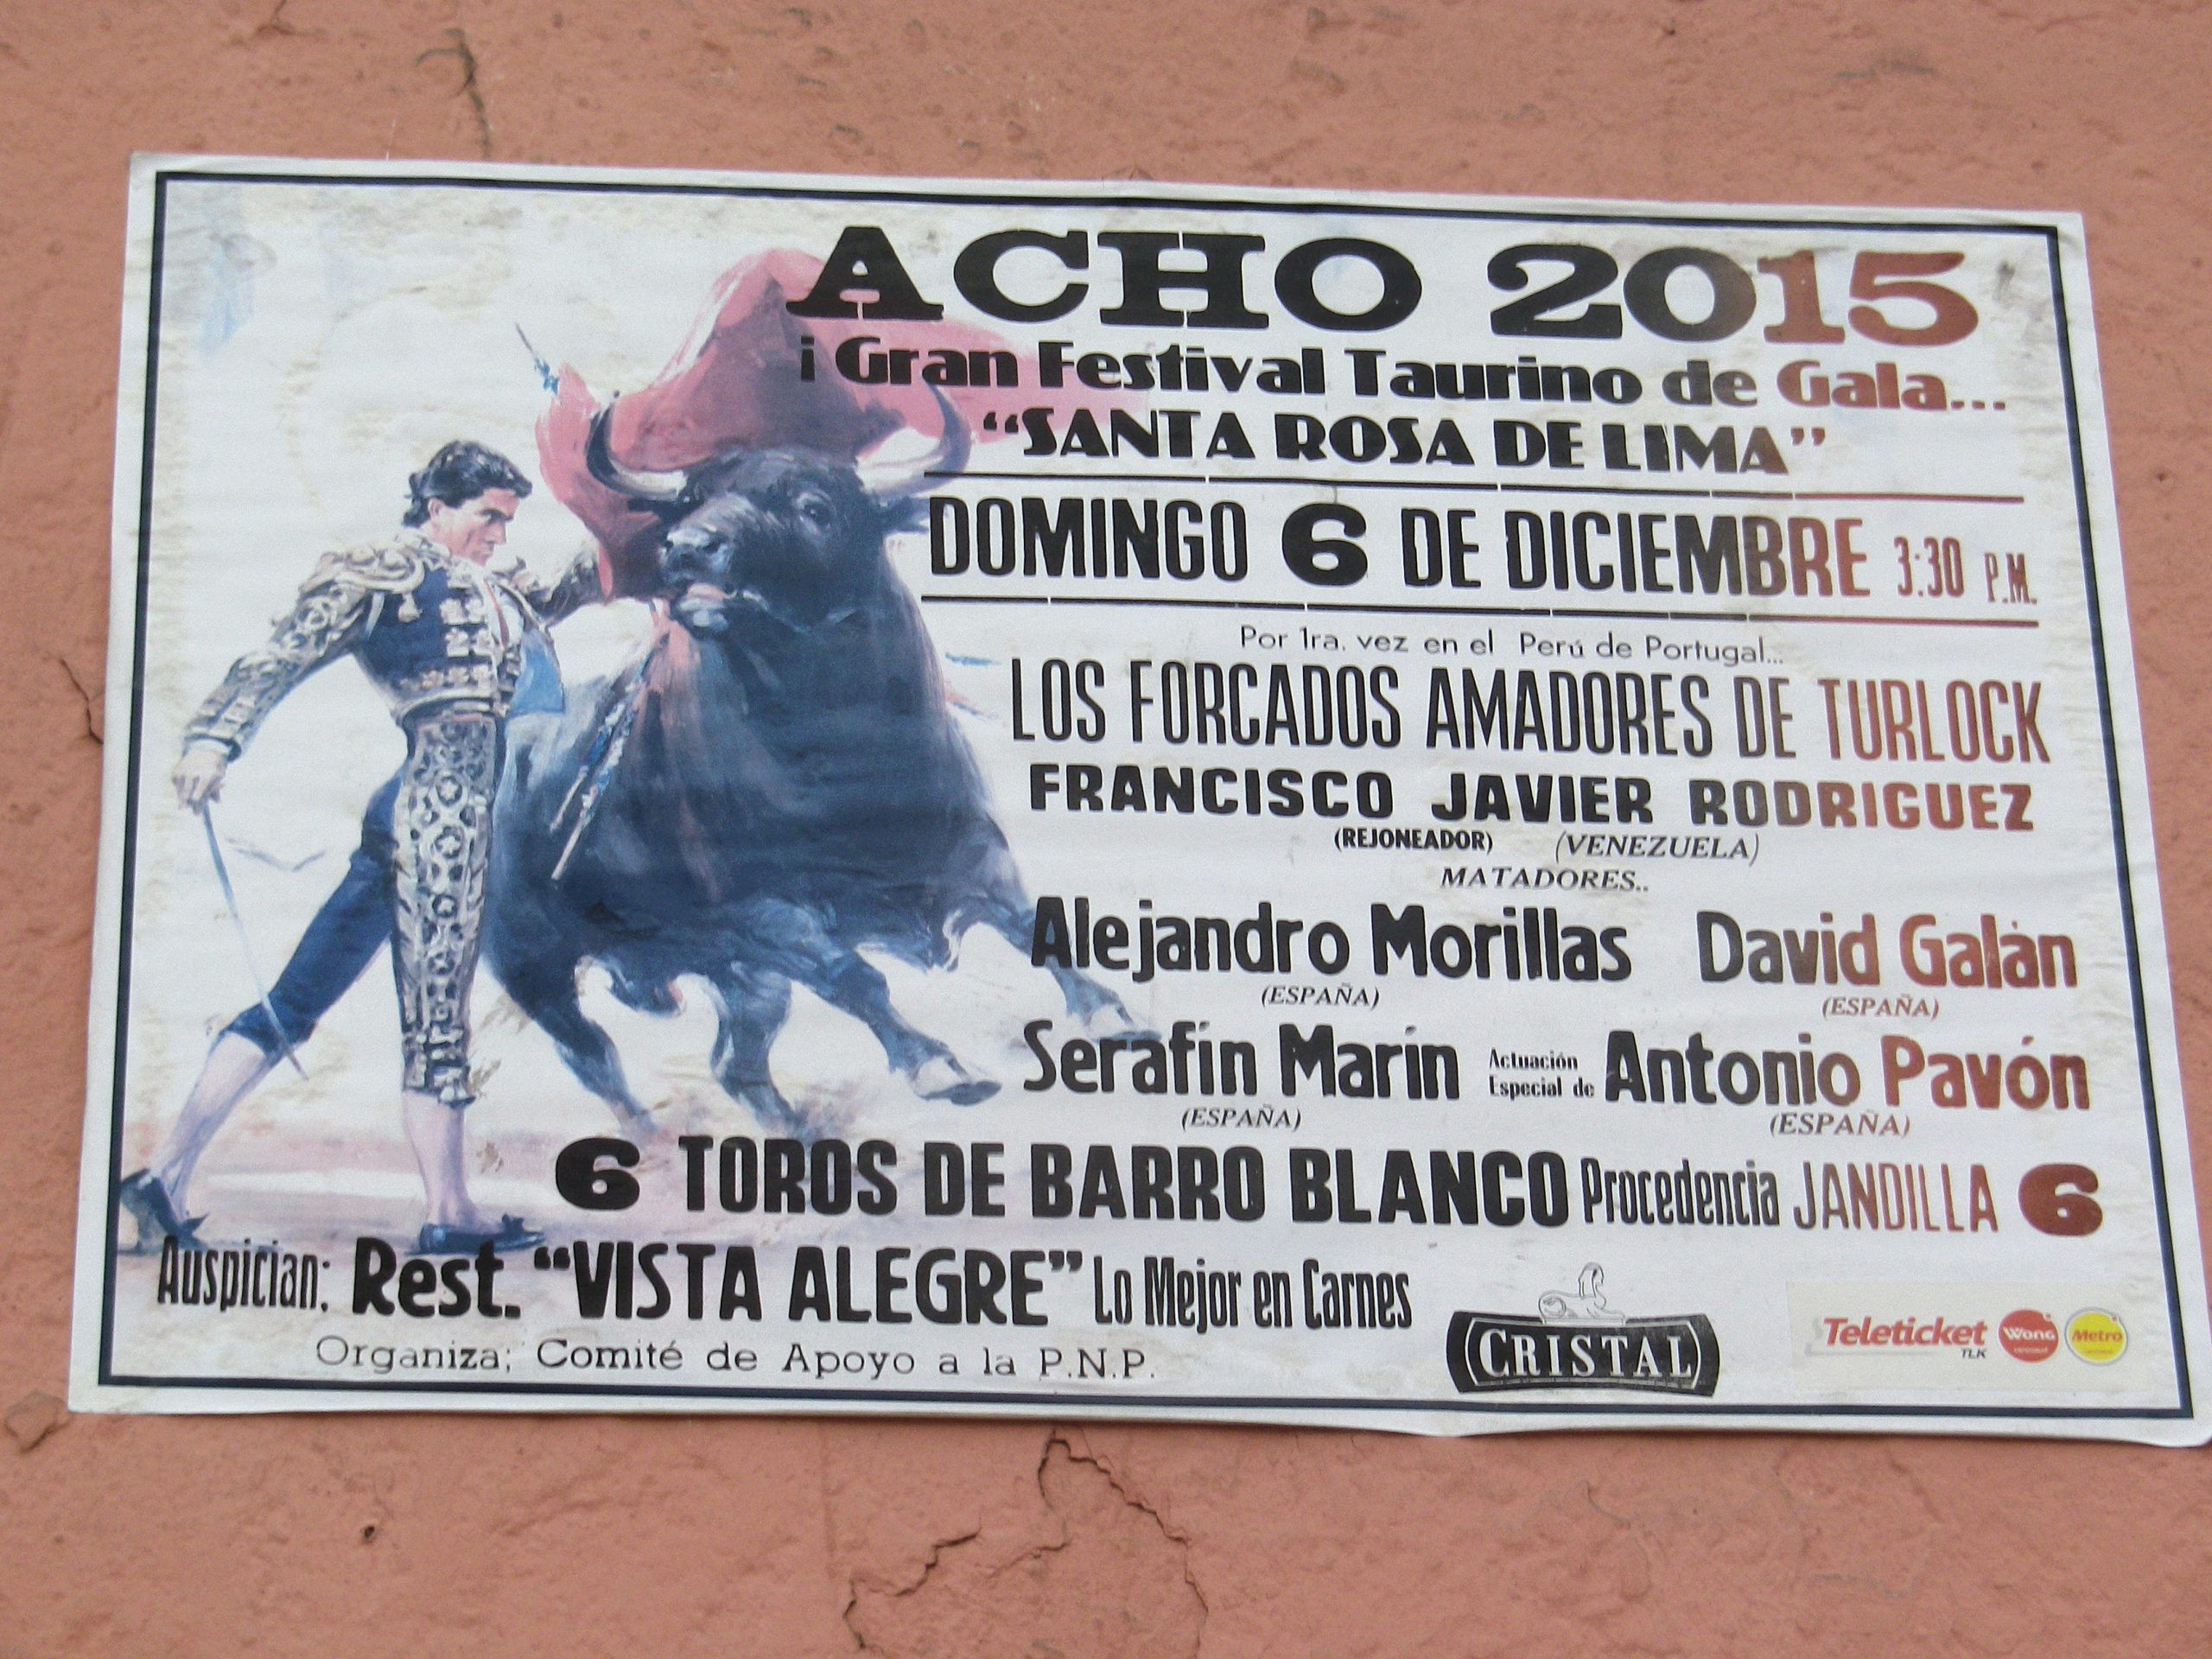 ACHO 2015
i Gran Festival Taurino de Gala...
“SANTA ROSA DE LIMA”
DOMINGO 6 DE DICIEMBRE 3:30 P.M.
Por 1ra. vez en el Perú de Portugal...
LOS FORCADOS AMADORES DE TURLOCK
FRANCISCO JAVIER RODRIGUEZ
(REJONEADOR) (VENEZUELA)
MATADORES..
Alejandro Morillas David Galán
(ESPAÑA) (ESPAÑA)
Serafín Marín Actuación Especial de Antonio Pavón
(ESPAÑA) (ESPAÑA)
6 TOROS DE BARRO BLANCO Procedencia JANDILLA 6
Auspician: Rest. “VISTA ALEGRE” Lo Mejor en Carnes
Organiza; Comité de Apoyo a la P.N.P.
CRISTAL
Teleticket Wong Metro
TLK